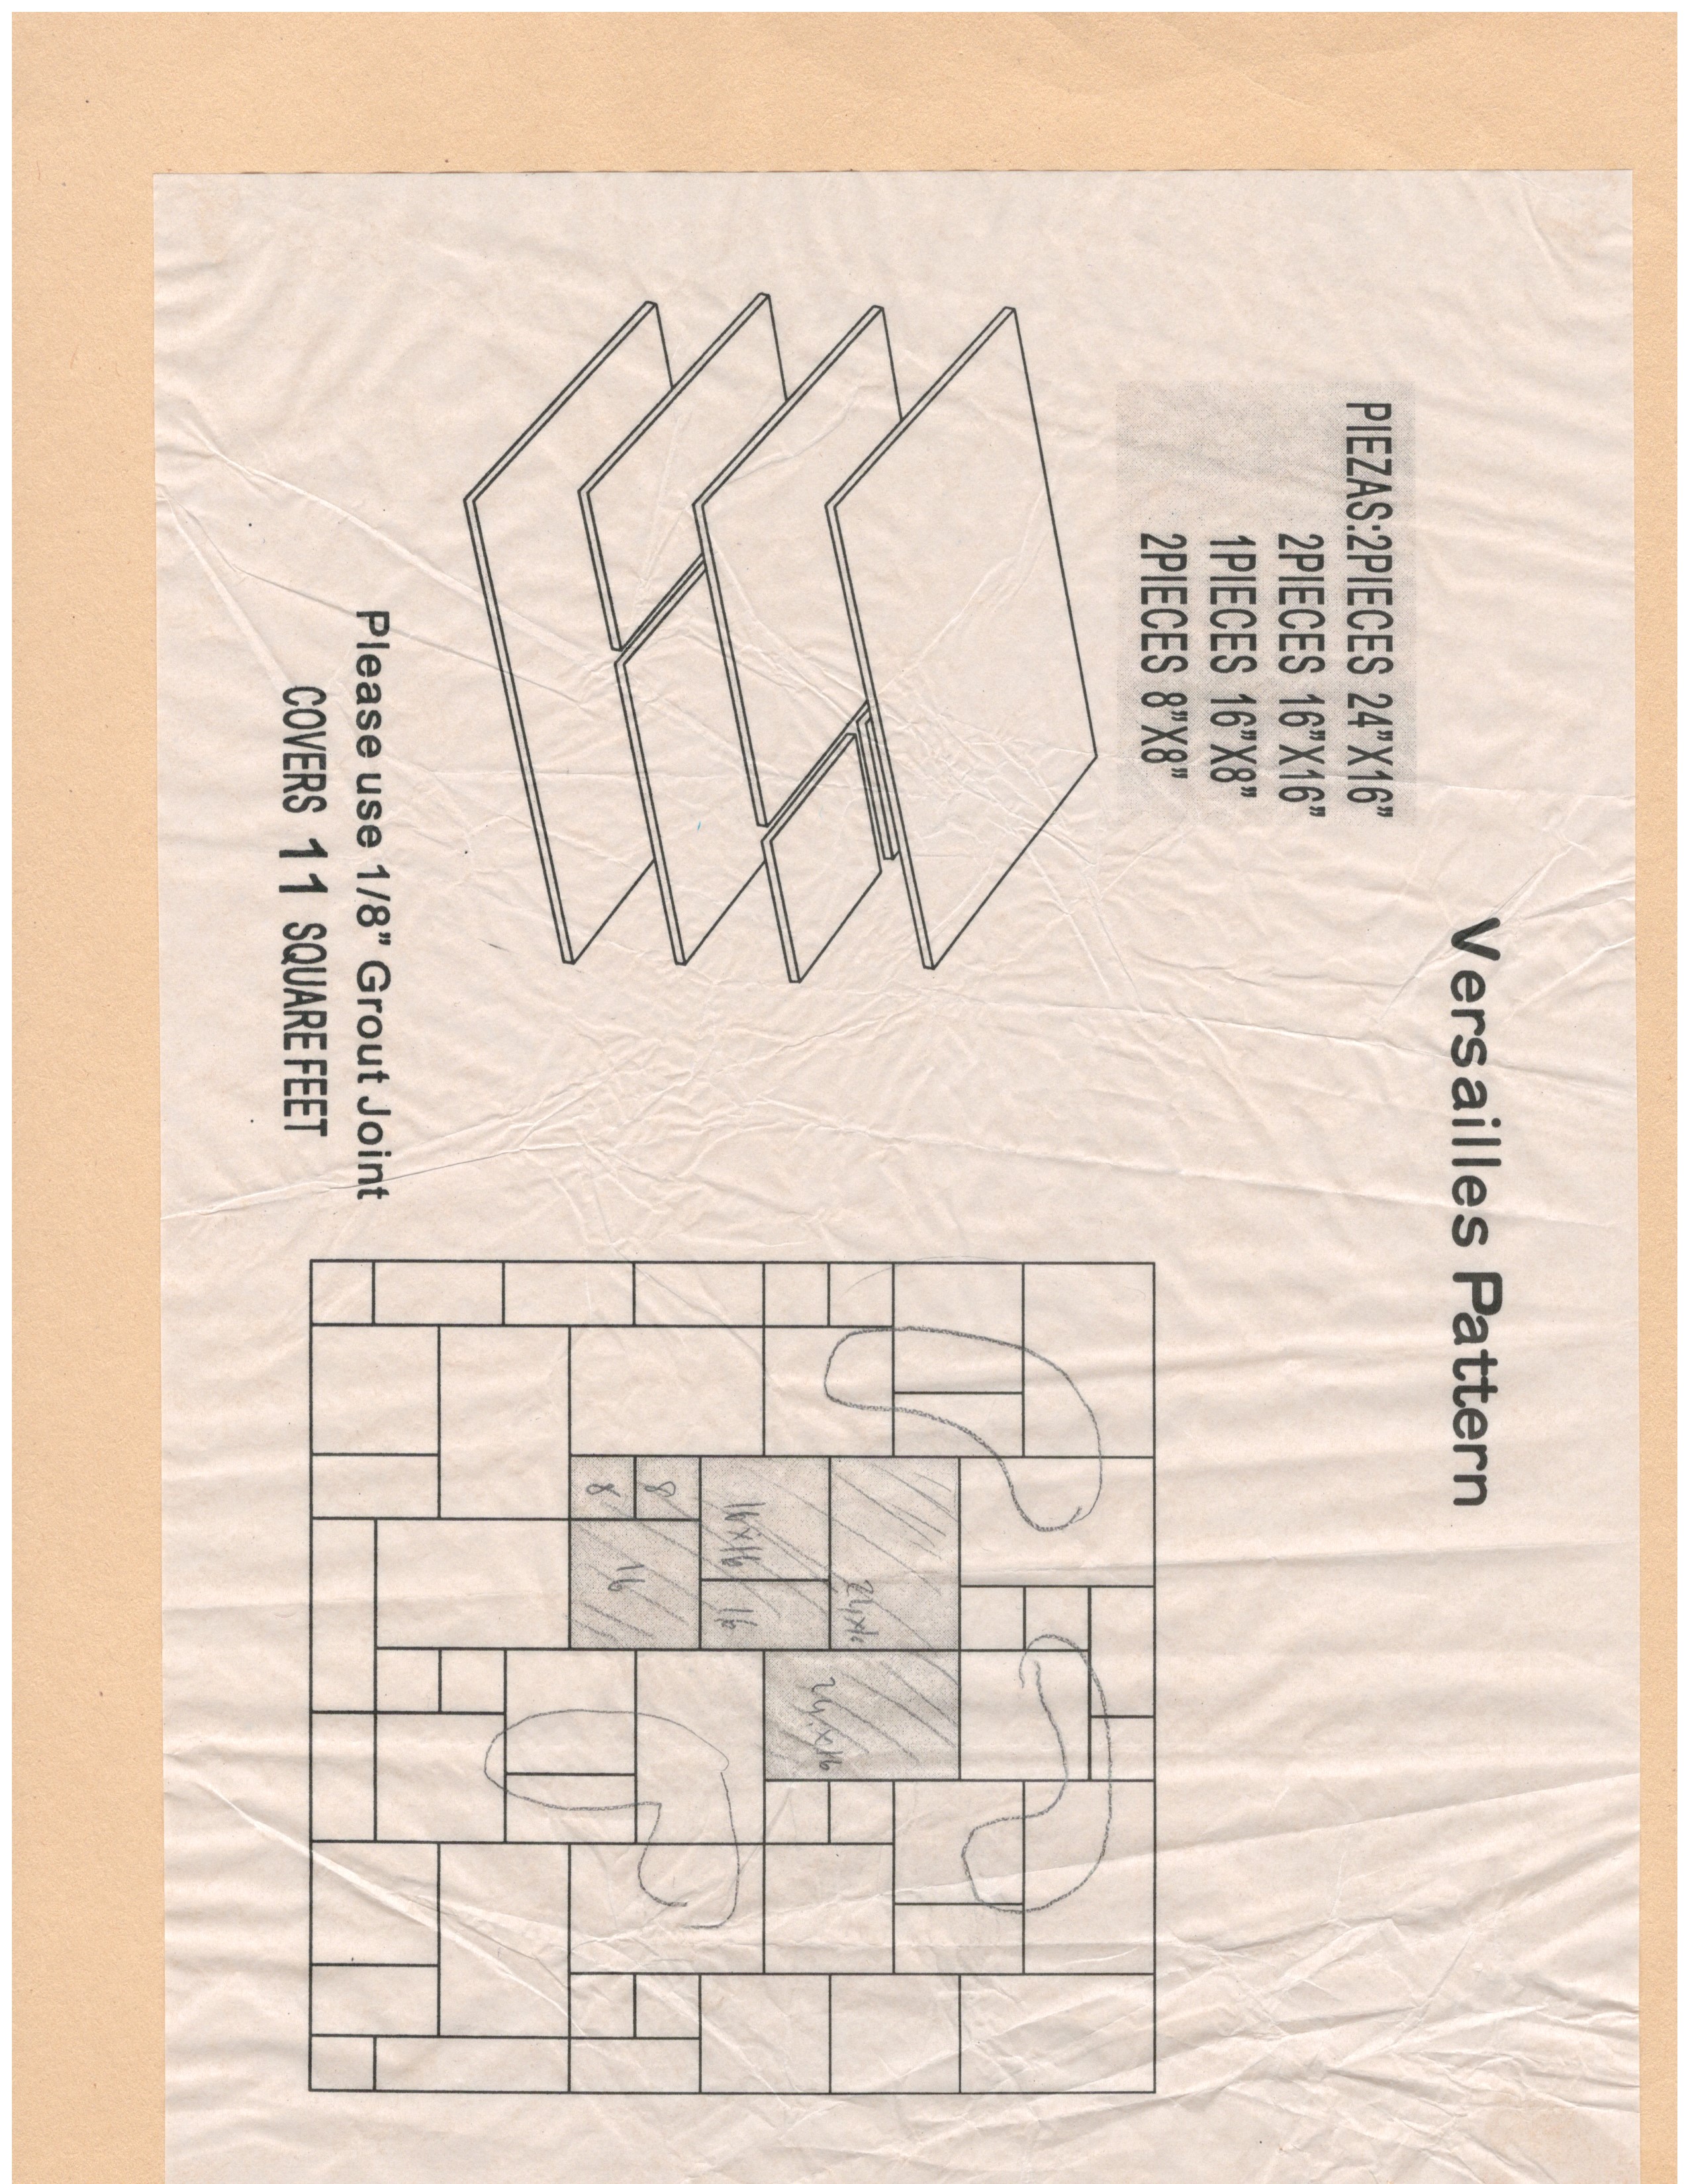 Versailles Pattern
PIEZAS:2PIECES 24"X16"
2PIECES 16"X16"
1PIECES 16"X8"
2PIECES 8"X8"
Please use 1/8" Grout Joint
COVERS 11 SQUARE FEET
24x16
24x16
16x16
16
8
8
16